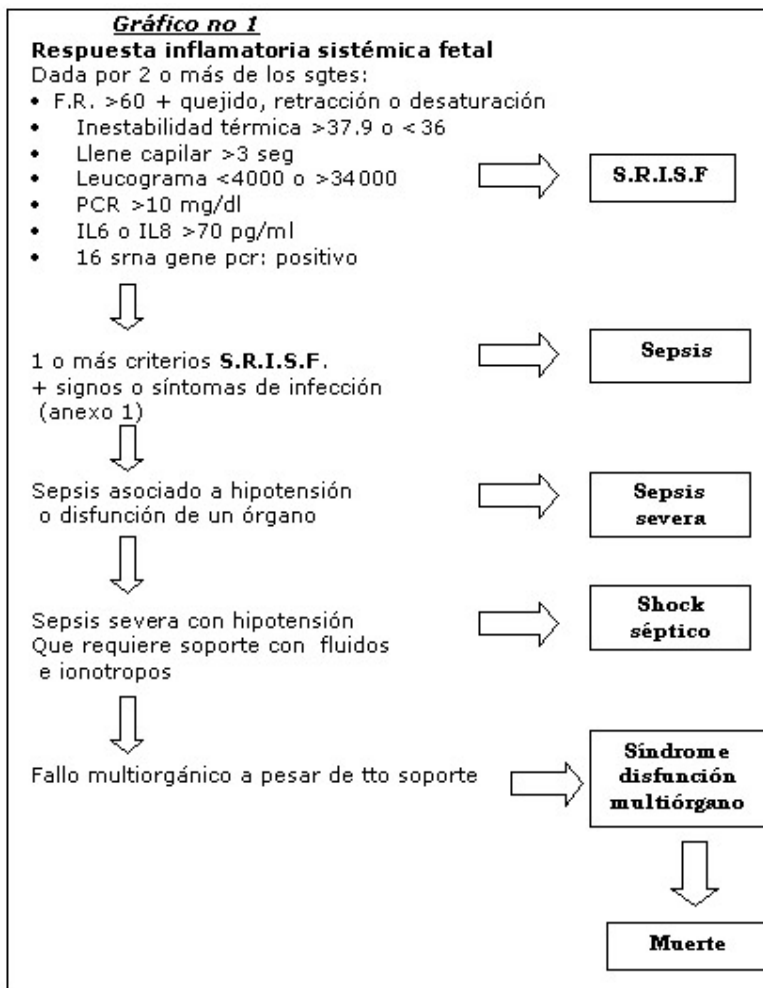 Gráfico no 1
Respuesta inflamatoria sistémica fetal
Dada por 2 o más de los sgtes:
• F.R. >60 + quejido, retracción o desaturación
• Inestabilidad térmica >37.9 o <36
• Llene capilar >3 seg
• Leucograma <4000 o >34000
• PCR >10 mg/dl
• IL6 o IL8 >70 pg/ml
• 16 srna gene pcr: positivo
S.R.I.S.F
1 o más criterios S.R.I.S.F.
+ signos o síntomas de infección
(anexo 1)
Sepsis
Sepsis asociado a hipotensión
o disfunción de un órgano
Sepsis
severa
Sepsis severa con hipotensión
Que requiere soporte con fluidos
e ionotropos
Shock
séptico
Fallo multiorgánico a pesar de tto soporte
Síndrome
disfunción
multiórgano
Muerte